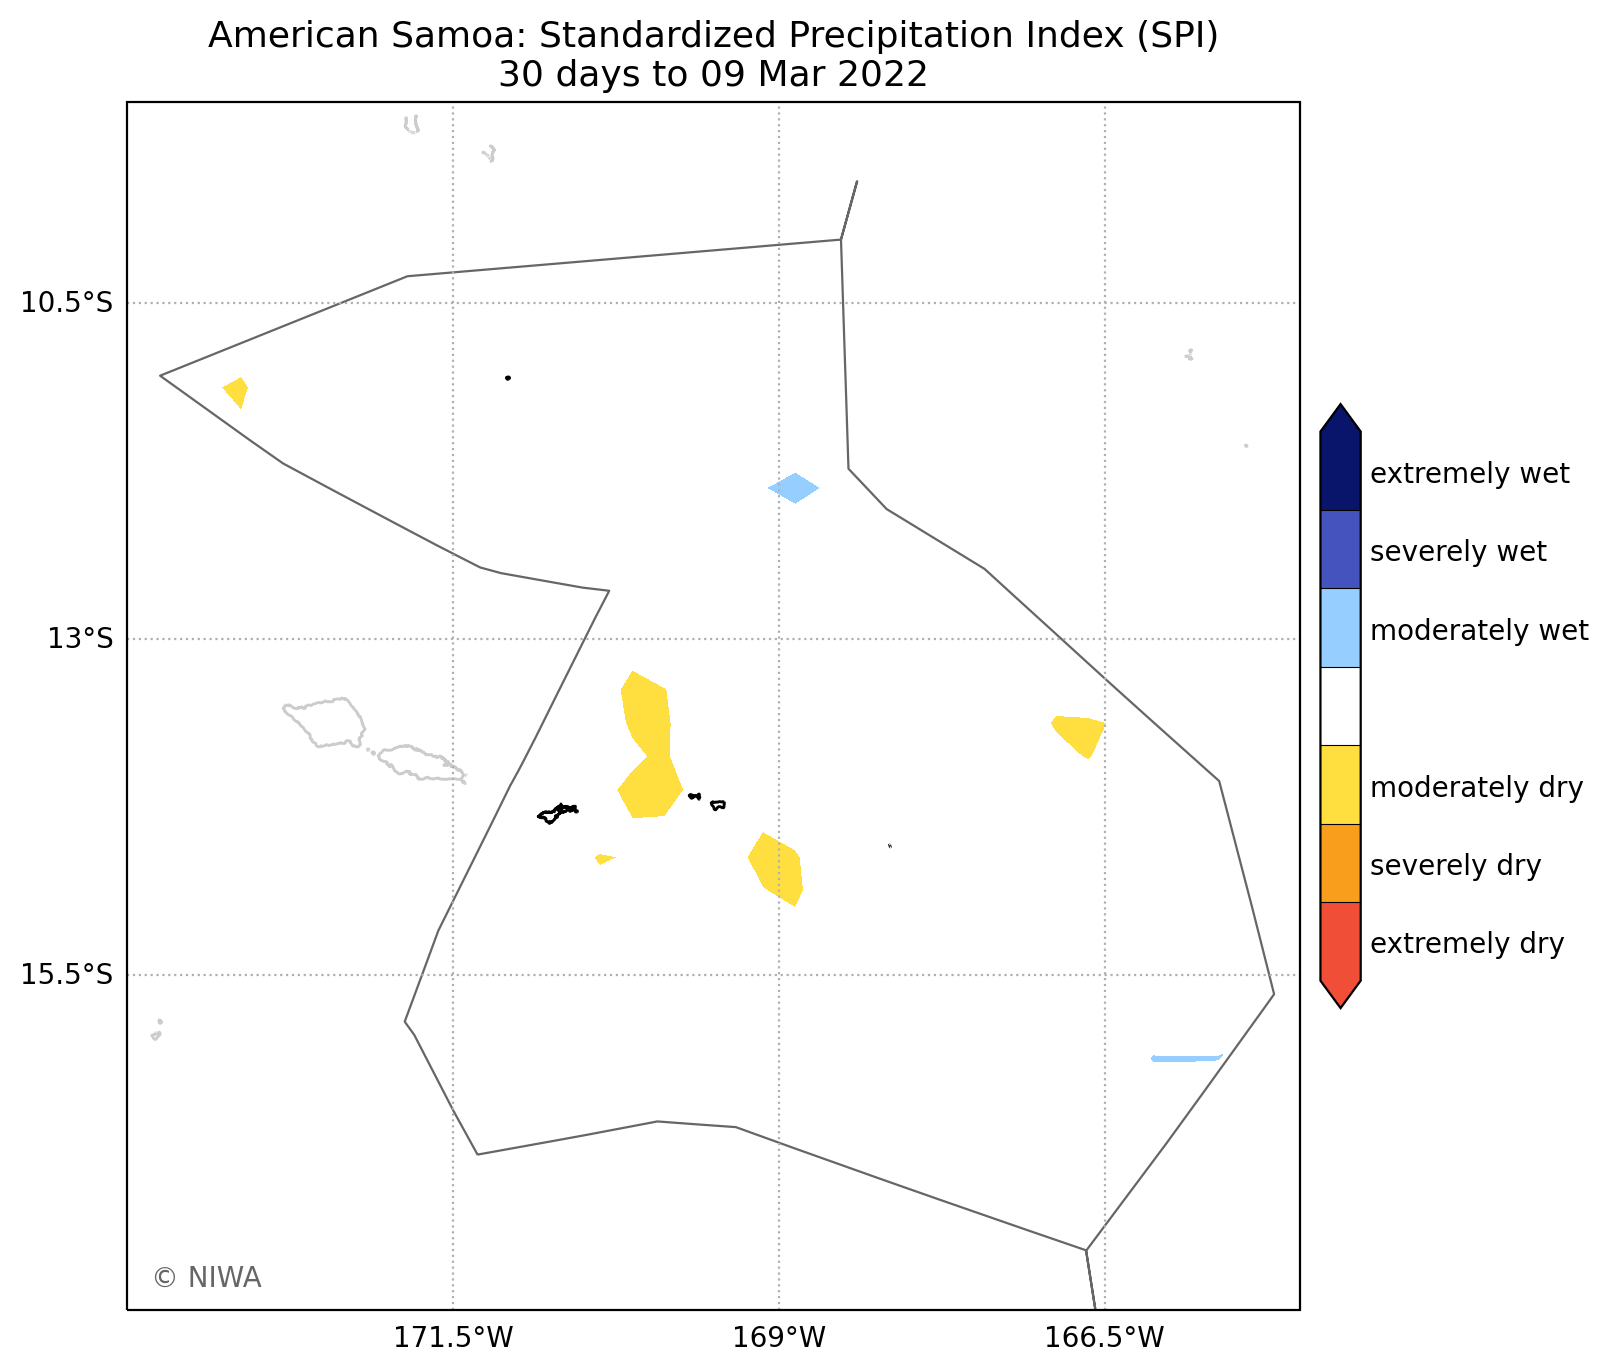 American Samoa: Standardized Precipitation Index (SPI)
30 days to 09 Mar 2022
10.5°S
13°S
15.5°S
171.5°W
169°W
166.5°W
extremely wet
severely wet
moderately wet
moderately dry
severely dry
extremely dry
© NIWA